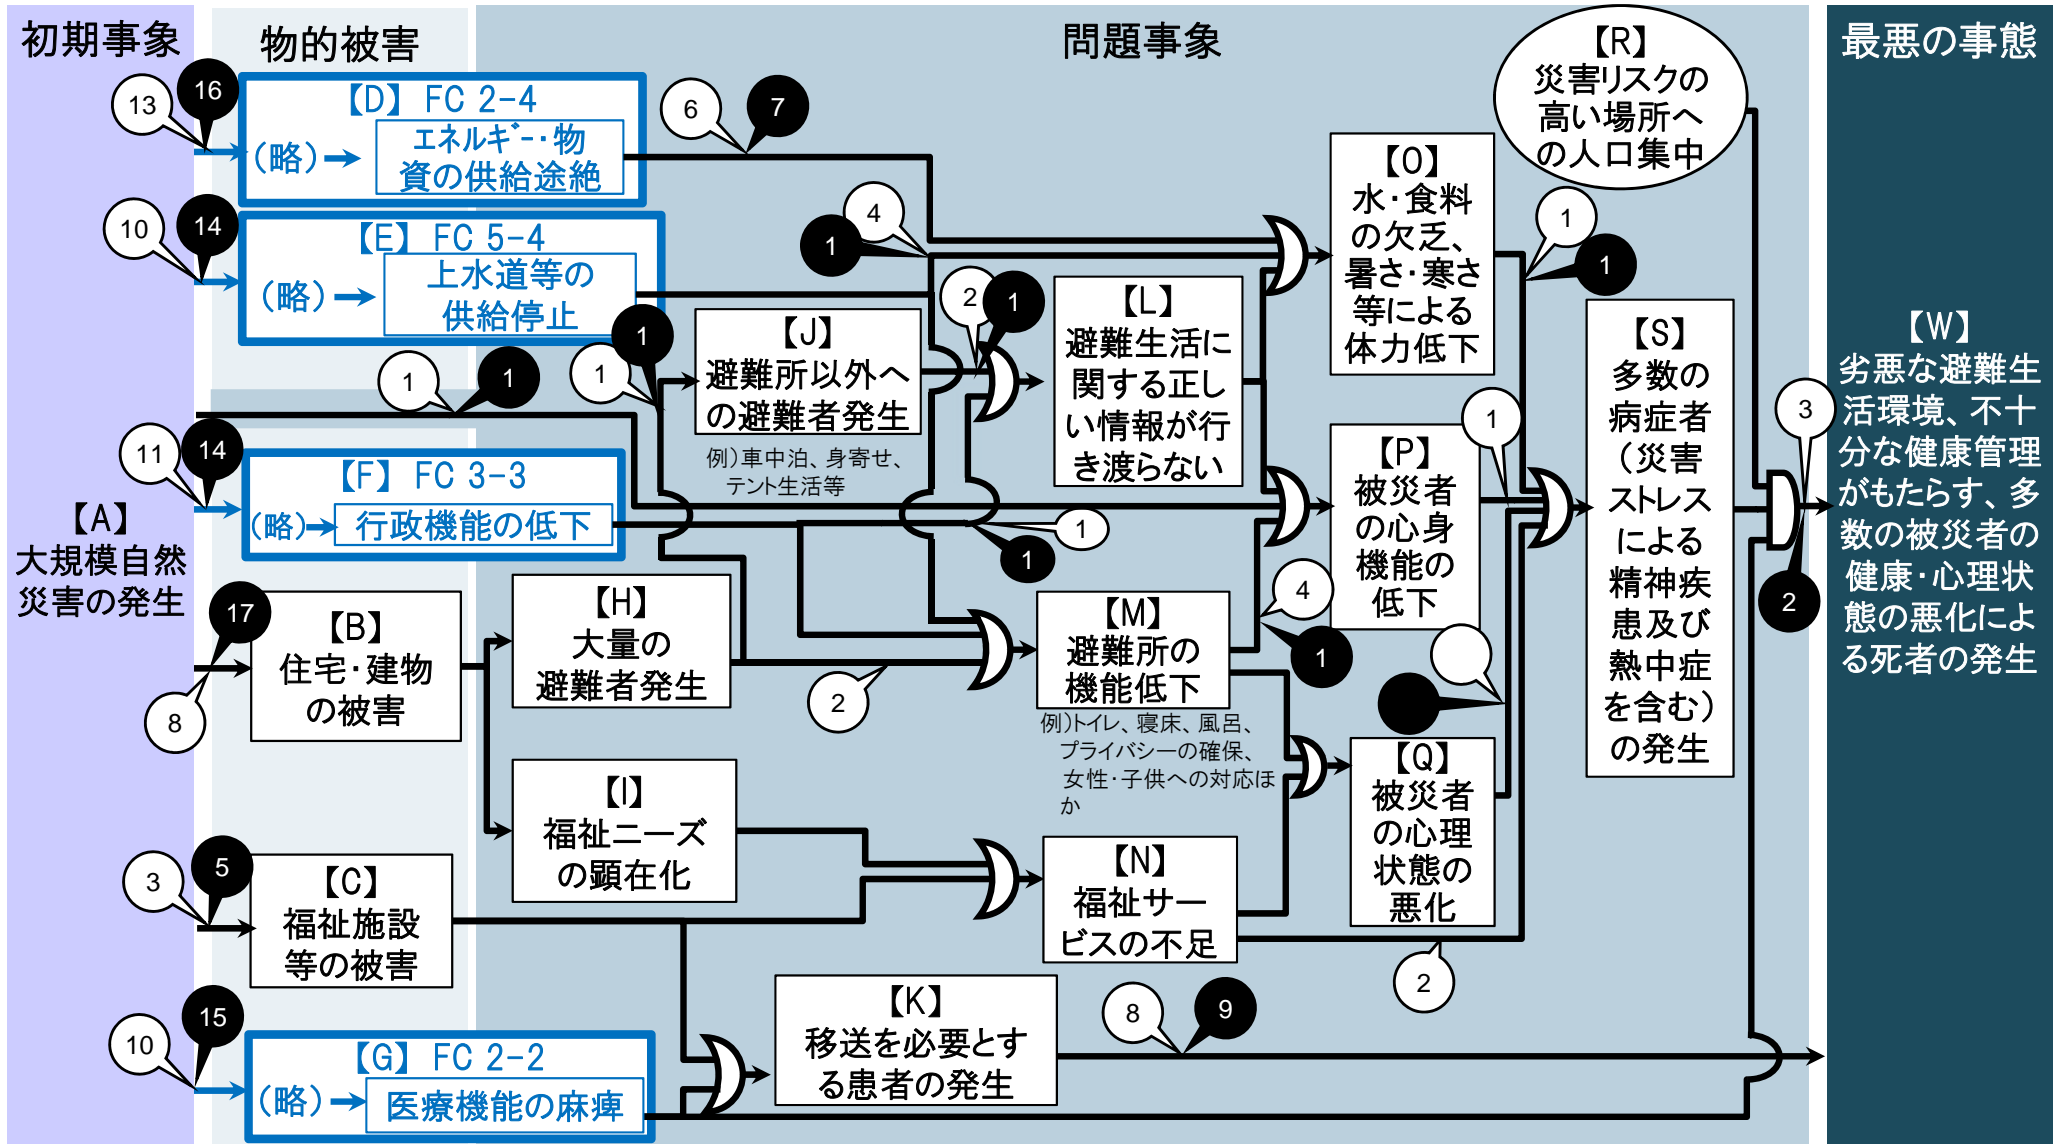 初期事象
物的被害
問題事象
最悪の事態
【A】
大規模自然
災害の発生
13
16
【D】 FC 2-4
(略)
エネルギー・物
資の供給途絶
6
7
10
14
【E】 FC 5-4
(略)
上水道等の
供給停止
1
1
11
14
【F】 FC 3-3
(略)
行政機能の低下
17
8
【B】
住宅・建物
の被害
3
5
【C】
福祉施設
等の被害
10
15
【G】 FC 2-2
(略)
医療機能の麻痺
【H】
大量の
避難者発生
【I】
福祉ニーズ
の顕在化
1
1
【J】
避難所以外へ
の避難者発生
例)車中泊、身寄せ、
テント生活等
4
1
2
1
1
1
2
【K】
移送を必要とす
る患者の発生
8
9
【L】
避難生活に
関する正し
い情報が行
き渡らない
【M】
避難所の
機能低下
例)トイレ、寝床、風呂、
プライバシーの確保、
女性・子供への対応ほ
か
4
1
【N】
福祉サー
ビスの不足
2
【O】
水・食料
の欠乏、
暑さ・寒さ
等による
体力低下
1
1
【P】
被災者
の心身
機能の
低下
1
【Q】
被災者
の心理
状態の
悪化
【R】
災害リスクの
高い場所へ
の人口集中
【S】
多数の
病症者
(災害
ストレス
による
精神疾
患及び
熱中症
を含む)
の発生
3
2
【W】
劣悪な避難生
活環境、不十
分な健康管理
がもたらす、多
数の被災者の
健康・心理状
態の悪化によ
る死者の発生